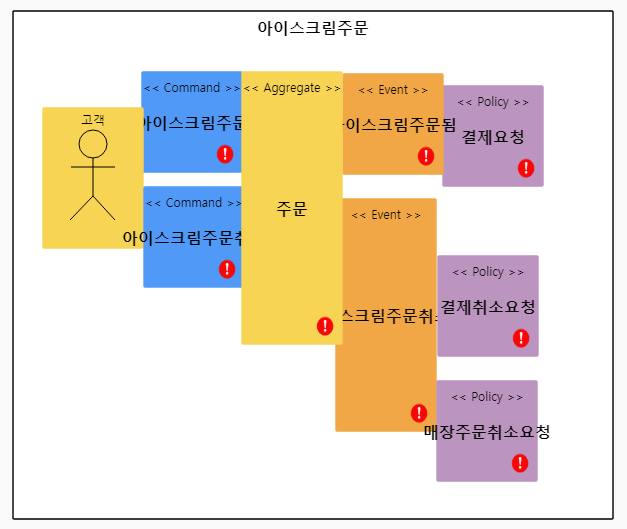 아이스크림주문
고객
<< Command >>
아이스크림주문
<< Command >>
아이스크림주문취
<< Aggregate >>
주문
<< Event >>
이스크림주문됨
<< Event >>
스크림주문취소
<< Policy >>
결제요청
<< Policy >>
결제취소요청
<< Policy >>
매장주문취소요청